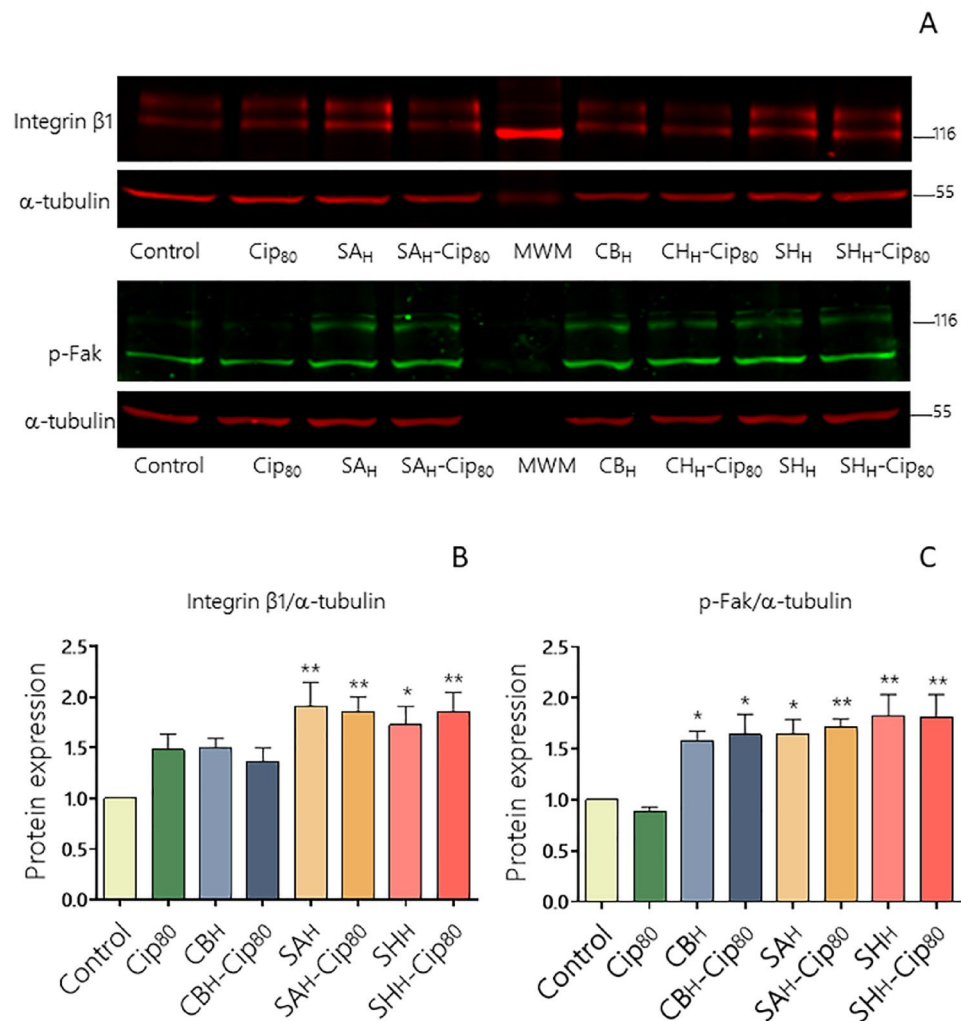 A
Integrin β1
116
α-tubulin
55
Control Cip80 SAH SAH-Cip80 MWM CBH CHH-Cip80 SHH SHH-Cip80
116
p-Fak
α-tubulin
55
Control Cip80 SAH SAH-Cip80 MWM CBH CHH-Cip80 SHH SHH-Cip80
B
Integrin β1/α-tubulin
Protein expression
2.5
2.0
1.5
1.0
0.5
0.0
** ** * **
Control Cip80 CBH CBH-Cip80 SAH SAH-Cip80 SHH SHH-Cip80
C
p-Fak/α-tubulin
Protein expression
2.5
2.0
1.5
1.0
0.5
0.0
* * * ** ** **
Control Cip80 CBH CBH-Cip80 SAH SAH-Cip80 SHH SHH-Cip80